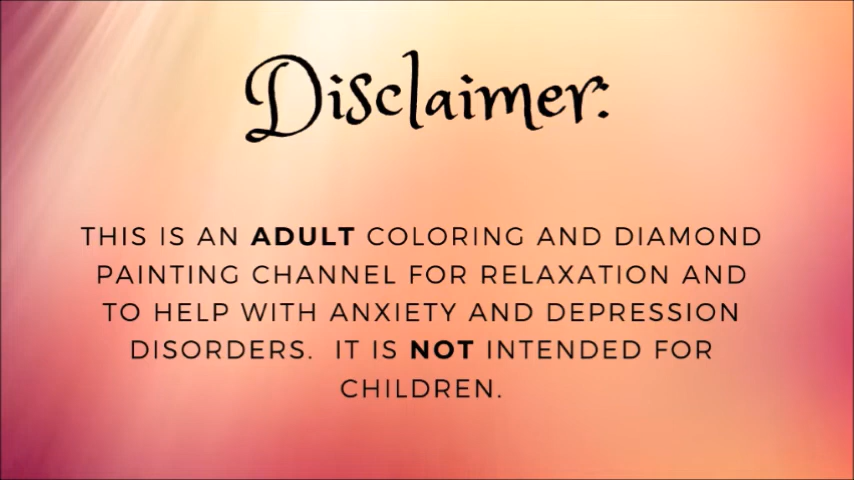 Disclaimer:
THIS IS AN ADULT COLORING AND DIAMOND
PAINTING CHANNEL FOR RELAXATION AND
TO HELP WITH ANXIETY AND DEPRESSION
DISORDERS.  IT IS NOT INTENDED FOR
CHILDREN.